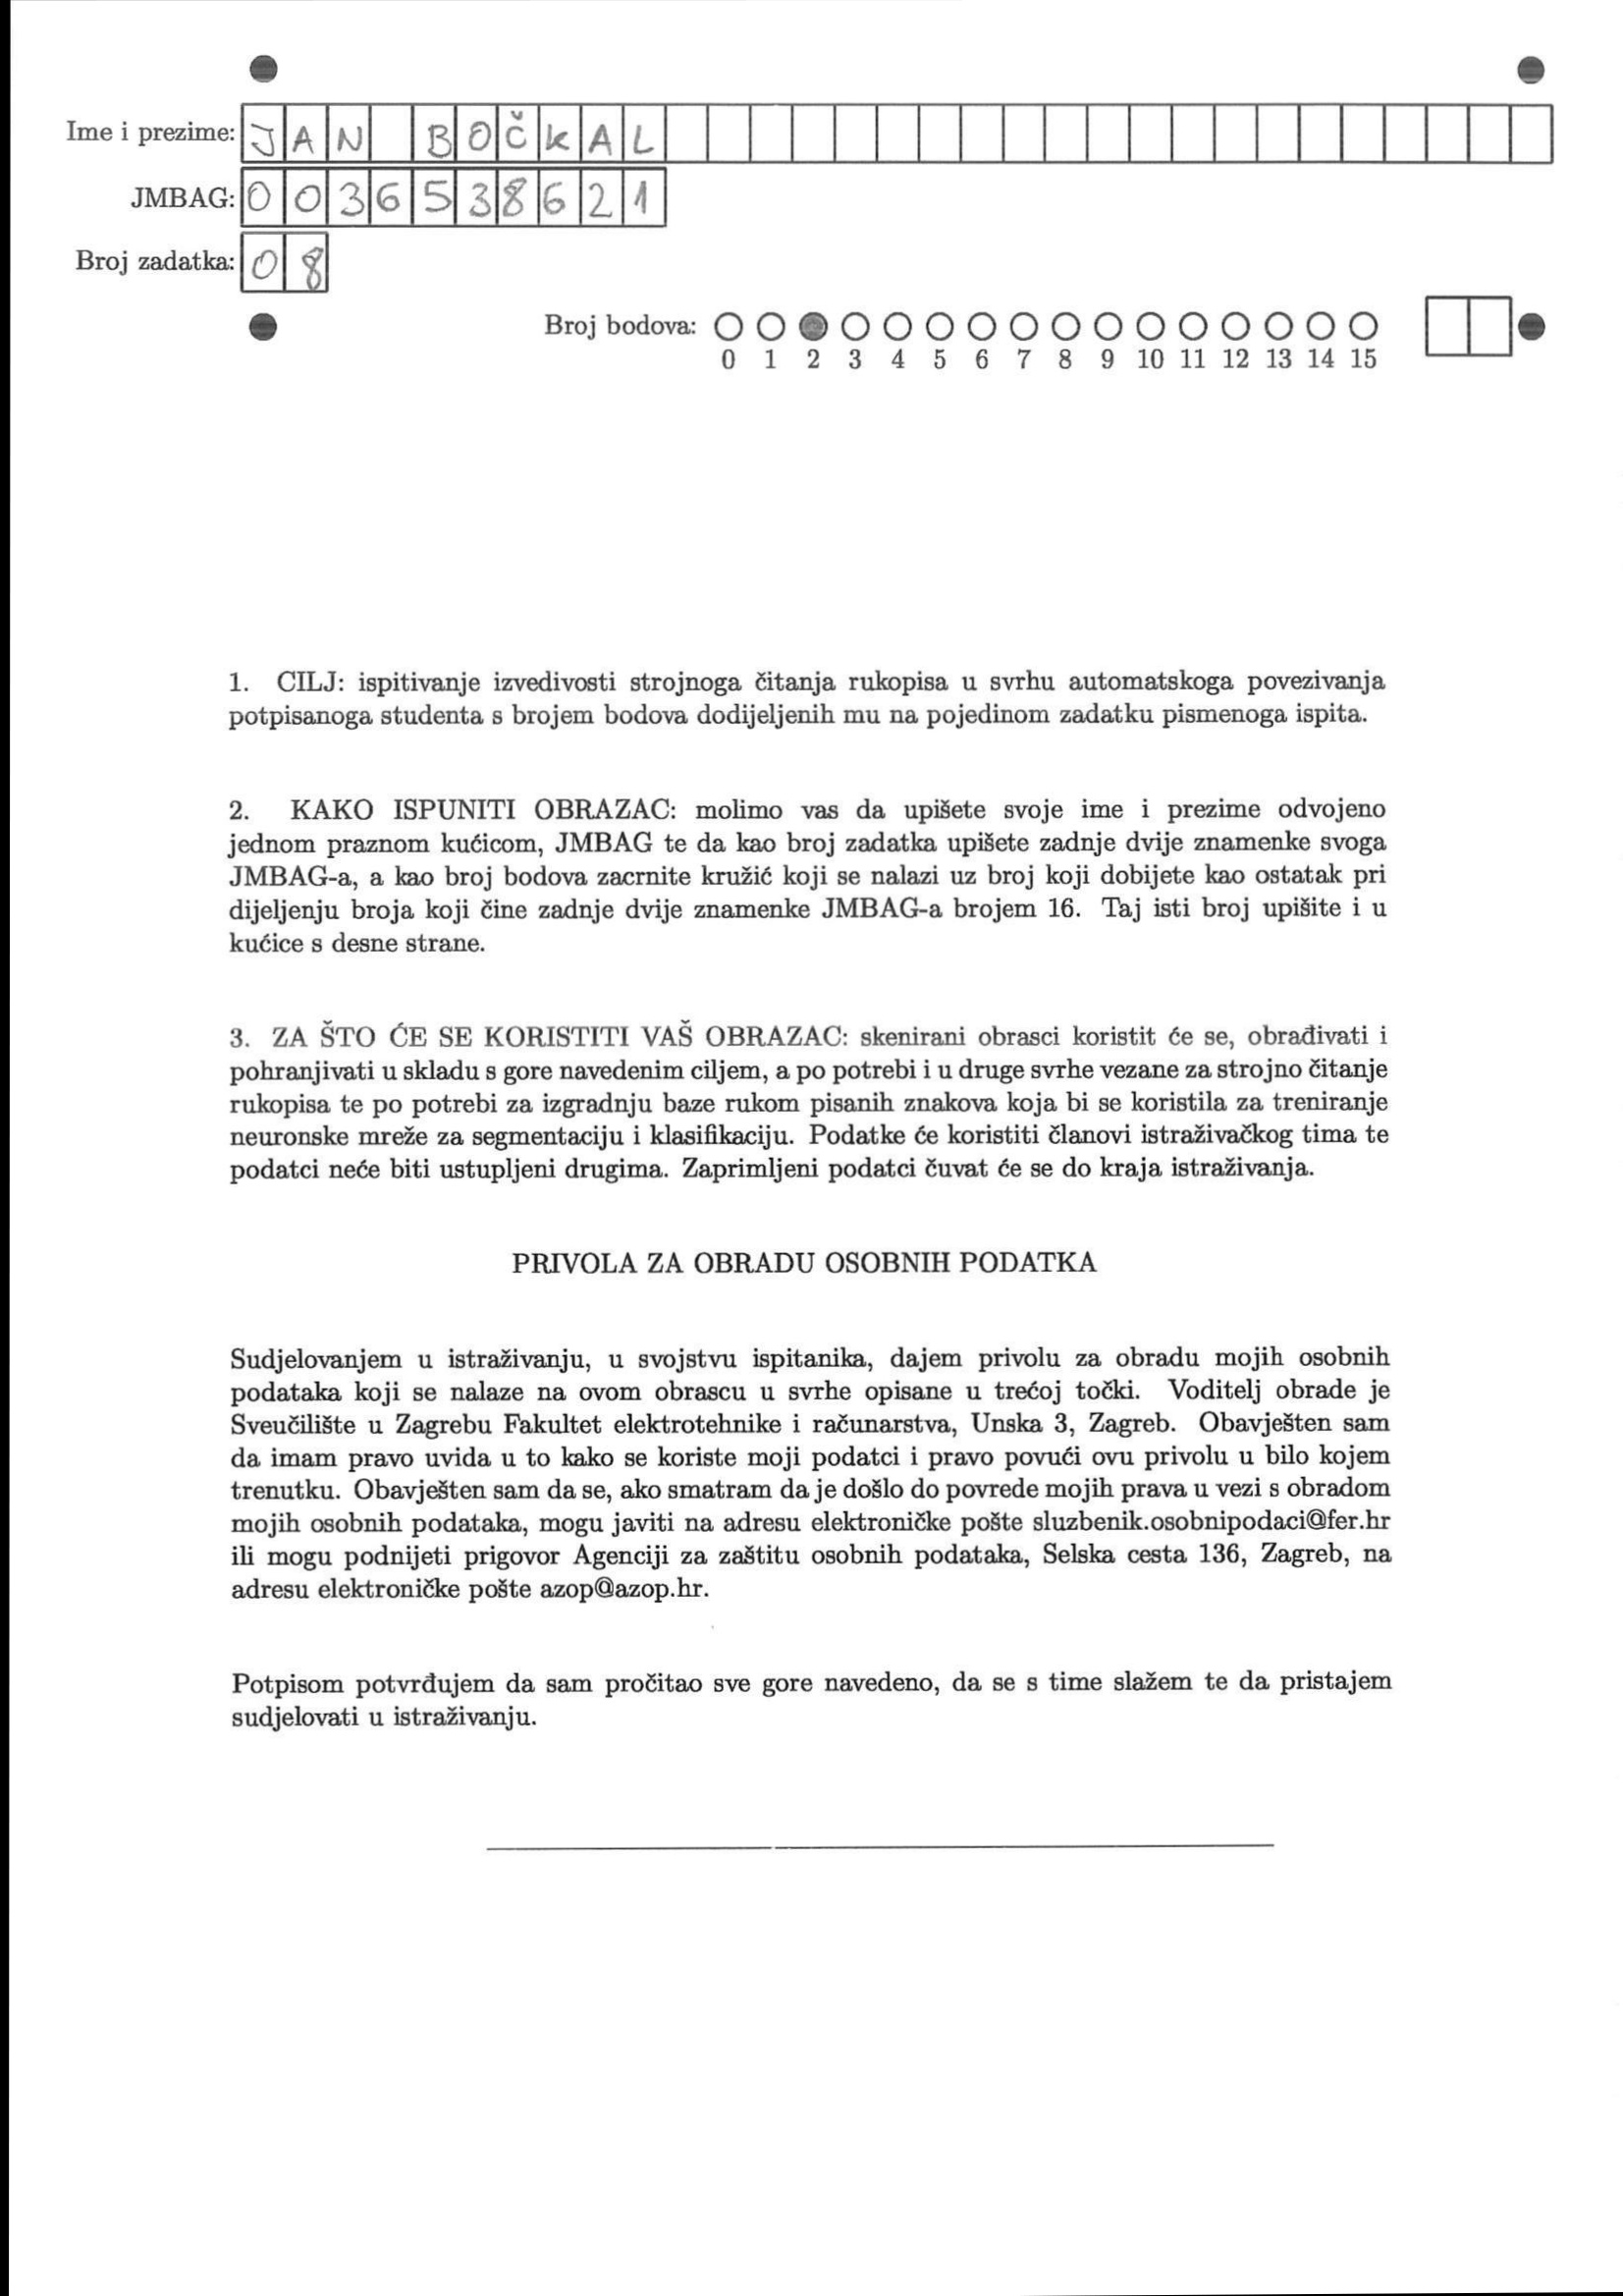 Ime i prezime: JAN BOČKAL
JMBAG: 0036538621
Broj zadatka: 08
Broj bodova:
0 1 2 3 4 5 6 7 8 9 10 11 12 13 14 15
1. CILJ: ispitivanje izvedivosti strojnoga čitanja rukopisa u svrhu automatskoga povezivanja
potpisanoga studenta s brojem bodova dodijeljenih mu na pojedinom zadatku pismenoga ispita.
2. KAKO ISPUNITI OBRAZAC: molimo vas da upišete svoje ime i prezime odvojeno
jednom praznom kućicom, JMBAG te da kao broj zadatka upišete zadnje dvije znamenke svoga
JMBAG-a, a kao broj bodova zacrnite kružić koji se nalazi uz broj koji dobijete kao ostatak pri
dijeljenju broja koji čine zadnje dvije znamenke JMBAG-a brojem 16. Taj isti broj upišite i u
kućice s desne strane.
3. ZA ŠTO ĆE SE KORISTITI VAŠ OBRAZAC: skenirani obrasci koristit će se, obrađivati i
pohranjivati u skladu s gore navedenim ciljem, a po potrebi i u druge svrhe vezane za strojno čitanje
rukopisa te po potrebi za izgradnju baze rukom pisanih znakova koja bi se koristila za treniranje
neuronske mreže za segmentaciju i klasifikaciju. Podatke će koristiti članovi istraživačkog tima te
podatci neće biti ustupljeni drugima. Zaprimljeni podatci čuvat će se do kraja istraživanja.
PRIVOLA ZA OBRADU OSOBNIH PODATKA
Sudjelovanjem u istraživanju, u svojstvu ispitanika, dajem privolu za obradu mojih osobnih
podataka koji se nalaze na ovom obrascu u svrhe opisane u trećoj točki. Voditelj obrade je
Sveučilište u Zagrebu Fakultet elektrotehnike i računarstva, Unska 3, Zagreb. Obavješten sam
da imam pravo uvida u to kako se koriste moji podatci i pravo povući ovu privolu u bilo kojem
trenutku. Obavješten sam da se, ako smatram da je došlo do povrede mojih prava u vezi s obradom
mojih osobnih podataka, mogu javiti na adresu elektroničke pošte sluzbenik.osobnipodaci@fer.hr
ili mogu podnijeti prigovor Agenciji za zaštitu osobnih podataka, Selska cesta 136, Zagreb, na
adresu elektroničke pošte azop@azop.hr.
Potpisom potvrđujem da sam pročitao sve gore navedeno, da se s time slažem te da pristajem
sudjelovati u istraživanju.